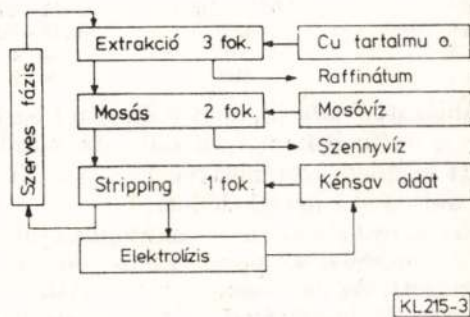 Extrakció 3 fok.
Cu tartalmu o.
Raffinátum
Mosás 2 fok.
Mosóvíz
Szennyvíz
Stripping 1 fok.
Kénsav oldat
Elektrolízis
Szerves fázis
KL215-3